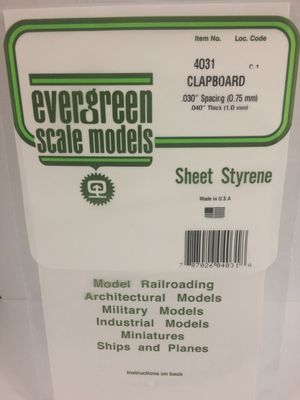 Item No. Loc. Code
4031 C-1
CLAPBOARD
.030" Spacing (0.75 mm)
.040" Thick (1.0 mm)
evergreen
scale models
Sheet Styrene
Made in U.S.A
Model Railroading
Architectural Models
Military Models
Industrial Models
Miniatures
Ships and Planes
Instructions on back